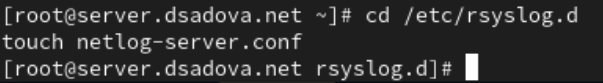 [root@server.dsadova.net ~]# cd /etc/rsyslog.d
touch netlog-server.conf
[root@server.dsadova.net rsyslog.d]#